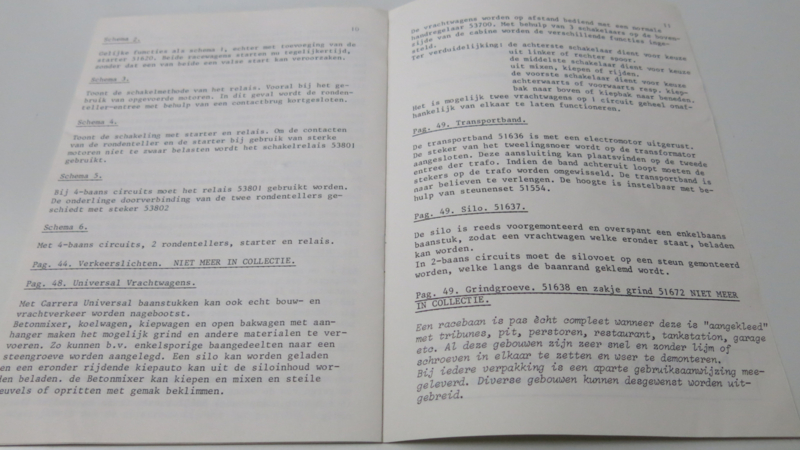 10
Schema 2.
Gelijke functies als schema 1, echter met toevoeging van de
starter 51620. Beide racewagens starten nu tegelijkertijd,
zonder dat men van beide een valse start kan veroorzaken.
Schema 3.
Toont de schakelmethode van het relais. Vooral bij het ge-
bruik van opgevoerde motoren. In dit geval wordt de ronden-
teller-entree met behulp van een contactbrug kortgesloten.
Schema 4.
Toont de schakeling met starter en relais. Om de contacten
van de rondenteller en de starter bij gebruik van sterke
motoren niet te zwaar belasten wordt het schakelrelais 53801
gebruikt.
Schema 5.
Bij 4-baans circuits moet het relais 53801 gebruikt worden.
De onderlinge doorverbinding van de twee rondentellers ge-
schiedt met stener 53802
Schema 6.
Met 4-baans circuits, 2 rondentellers, starter en relais.
Pag. 44. Verkeerslichten. NIET MEER IN COLLECTIE.
Pag. 48. Universal Vrachtwagens.
Met Carrera Universal baanstukken kan ook echt bouw- en
vrachtverkeer worden nagebootst.
Betonmixer, koelwagen, kiepwagen en open bakwagen met aan-
hanger maken het mogelijk grind en andere materialen te ver-
voeren. Zo kunnen b.v. enkelsporige baangedeelten naar een
steengroeve worden aangelegd. Een silo kan worden geladen
en een eronder rijdende kiepauto kan uit de siloinhoud wor-
den beladen. de Betonmixer kan kiepen en mixen en steile
euvels of opritten met gemak beklimmen.
11
De vrachtwagens worden op afstand bediend met een normale
handregelaar 53700. Met behulp van 3 schakelaars op de boven-
zijde van de cabine worden de verschillende functies inge-
steld.
Ter verduidelijking: de achterste schakelaar dient voor keuze
uit linker of rechter spoor.
de middelste schakelaar dient voor keuze
uit mixen, kiepen of rijden.
de voorste schakelaar dient voor keuze
achterwaarts of voorwaarts resp. kiep-
bak naar boven of kiepbak naar beneden.
Het is mogelijk twee vrachtwagens op 1 circuit geheel onaf-
hankelijk van elkaar te laten functioneren.
Pag. 49. Transportband.
De transportband 51636 is met een electromotor uitgerust.
De steker van het tweelingsnoer wordt op de transformator
aangesloten. Deze aansluiting kan plaatsvinden op de tweede
entree der trafo. Indien de band achteruit loopt moeten de
stekers op de trafo worden omgewisseld. De transportband is
naar believen te verlengen. De hoogte is instelbaar met be-
hulp van steunenset 51554.
Pag. 49. Silo. 51637.
De silo is reeds voorgemonteerd en overspant een enkelbaans
baanstuk, zodat een vrachtwagen welke eronder staat, beladen
kan worden.
In 2-baans circuits moet de silovoet op een steun gemonteerd
worden, welke langs de baanrand geklemd wordt.
Pag. 49. Grindgroeve. 51638 en zakje grind 51672 NIET MEER
IN COLLECTIE.
Een racebaan is pas echt compleet wanneer deze is "aangekleed"
met tribunes, pit, perstoren, restaurant, tankstation, garage
etc. Al deze gebouwen zijn zeer snel en zonder lijm of
schroeven in elkaar te zetten en weer te demonteren.
Bij iedere verpakking is een aparte gebruiksaanwijzing mee-
geleverd. Diverse gebouwen kunnen desgewenst worden uit-
gebreid.